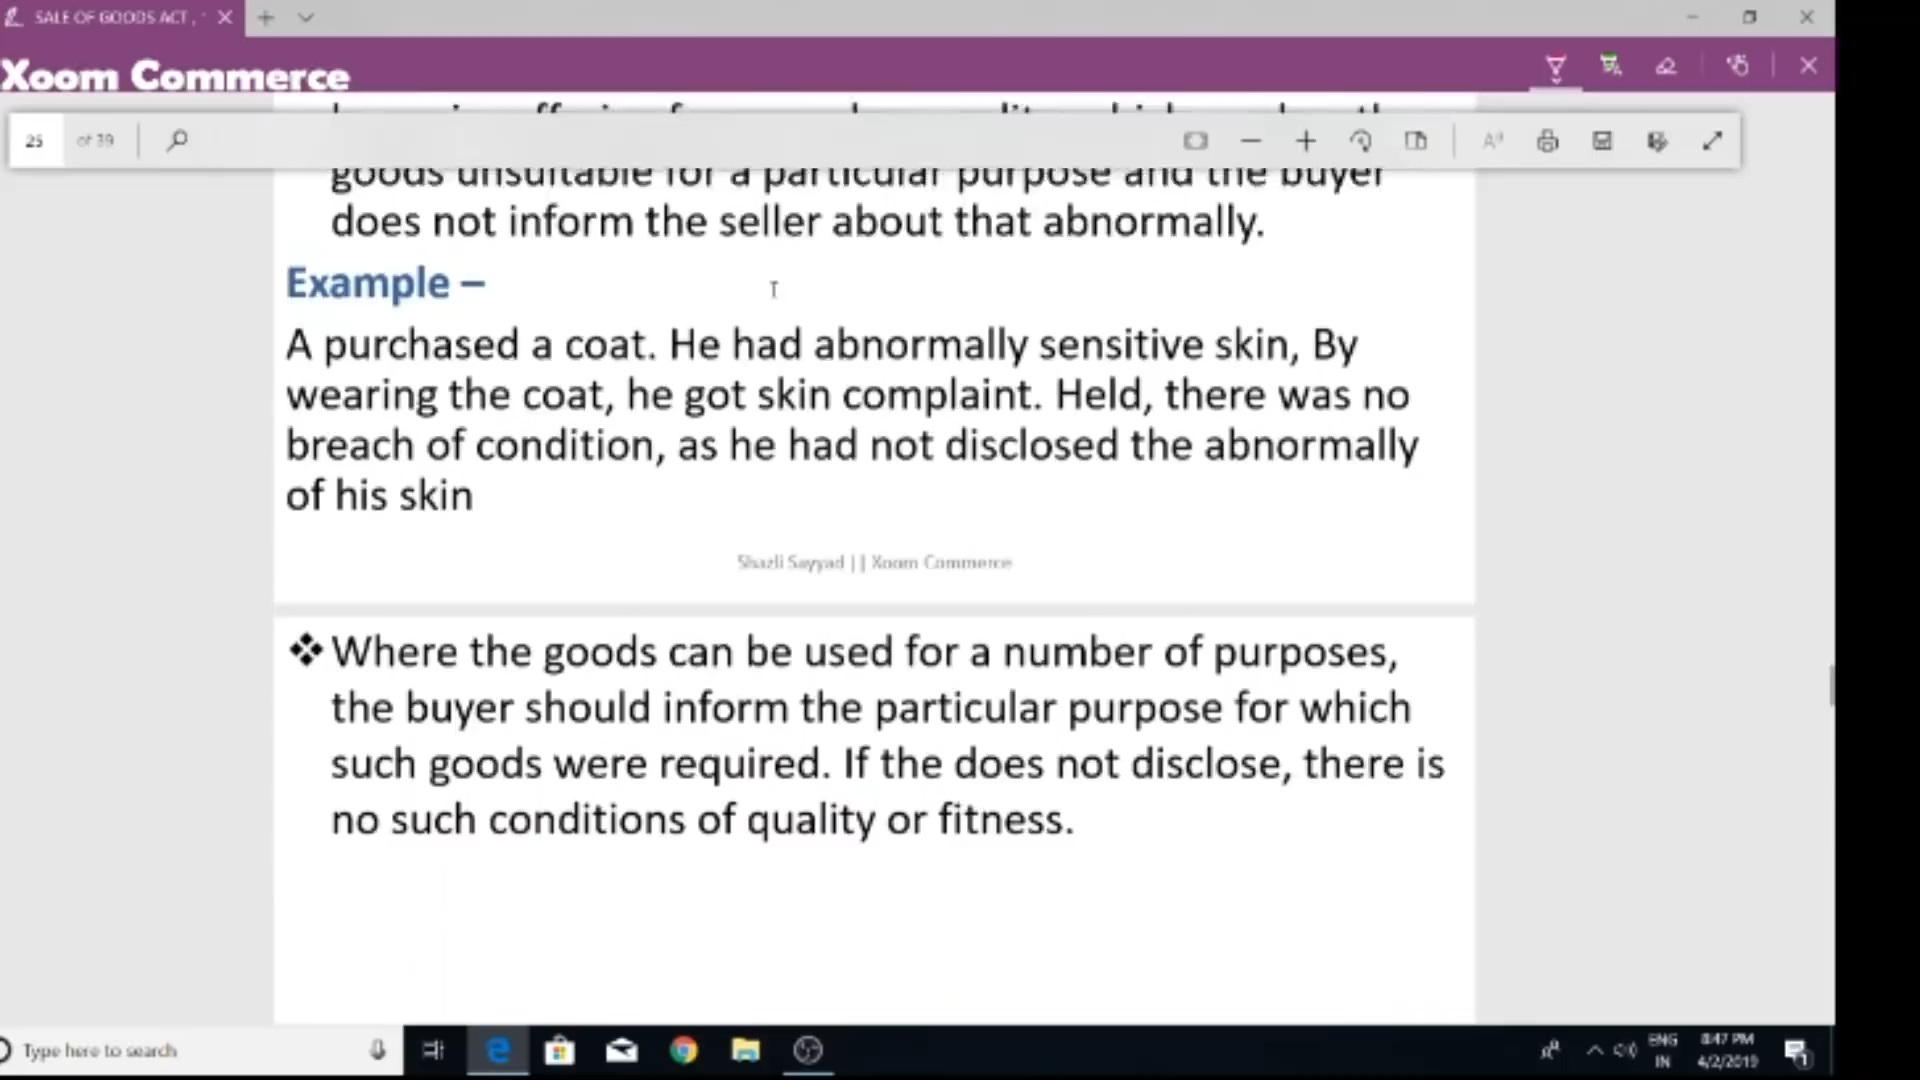 SALE OF GOODS ACT ,
Xoom Commerce
25 of 39
goods unsuitable for a particular purpose and the buyer
does not inform the seller about that abnormally.
Example –
A purchased a coat. He had abnormally sensitive skin, By
wearing the coat, he got skin complaint. Held, there was no
breach of condition, as he had not disclosed the abnormally
of his skin
Shazli Sayyad || Xoom Commerce
❖ Where the goods can be used for a number of purposes,
the buyer should inform the particular purpose for which
such goods were required. If the does not disclose, there is
no such conditions of quality or fitness.
Type here to search
ENG
IN
8:47 PM
4/2/2019